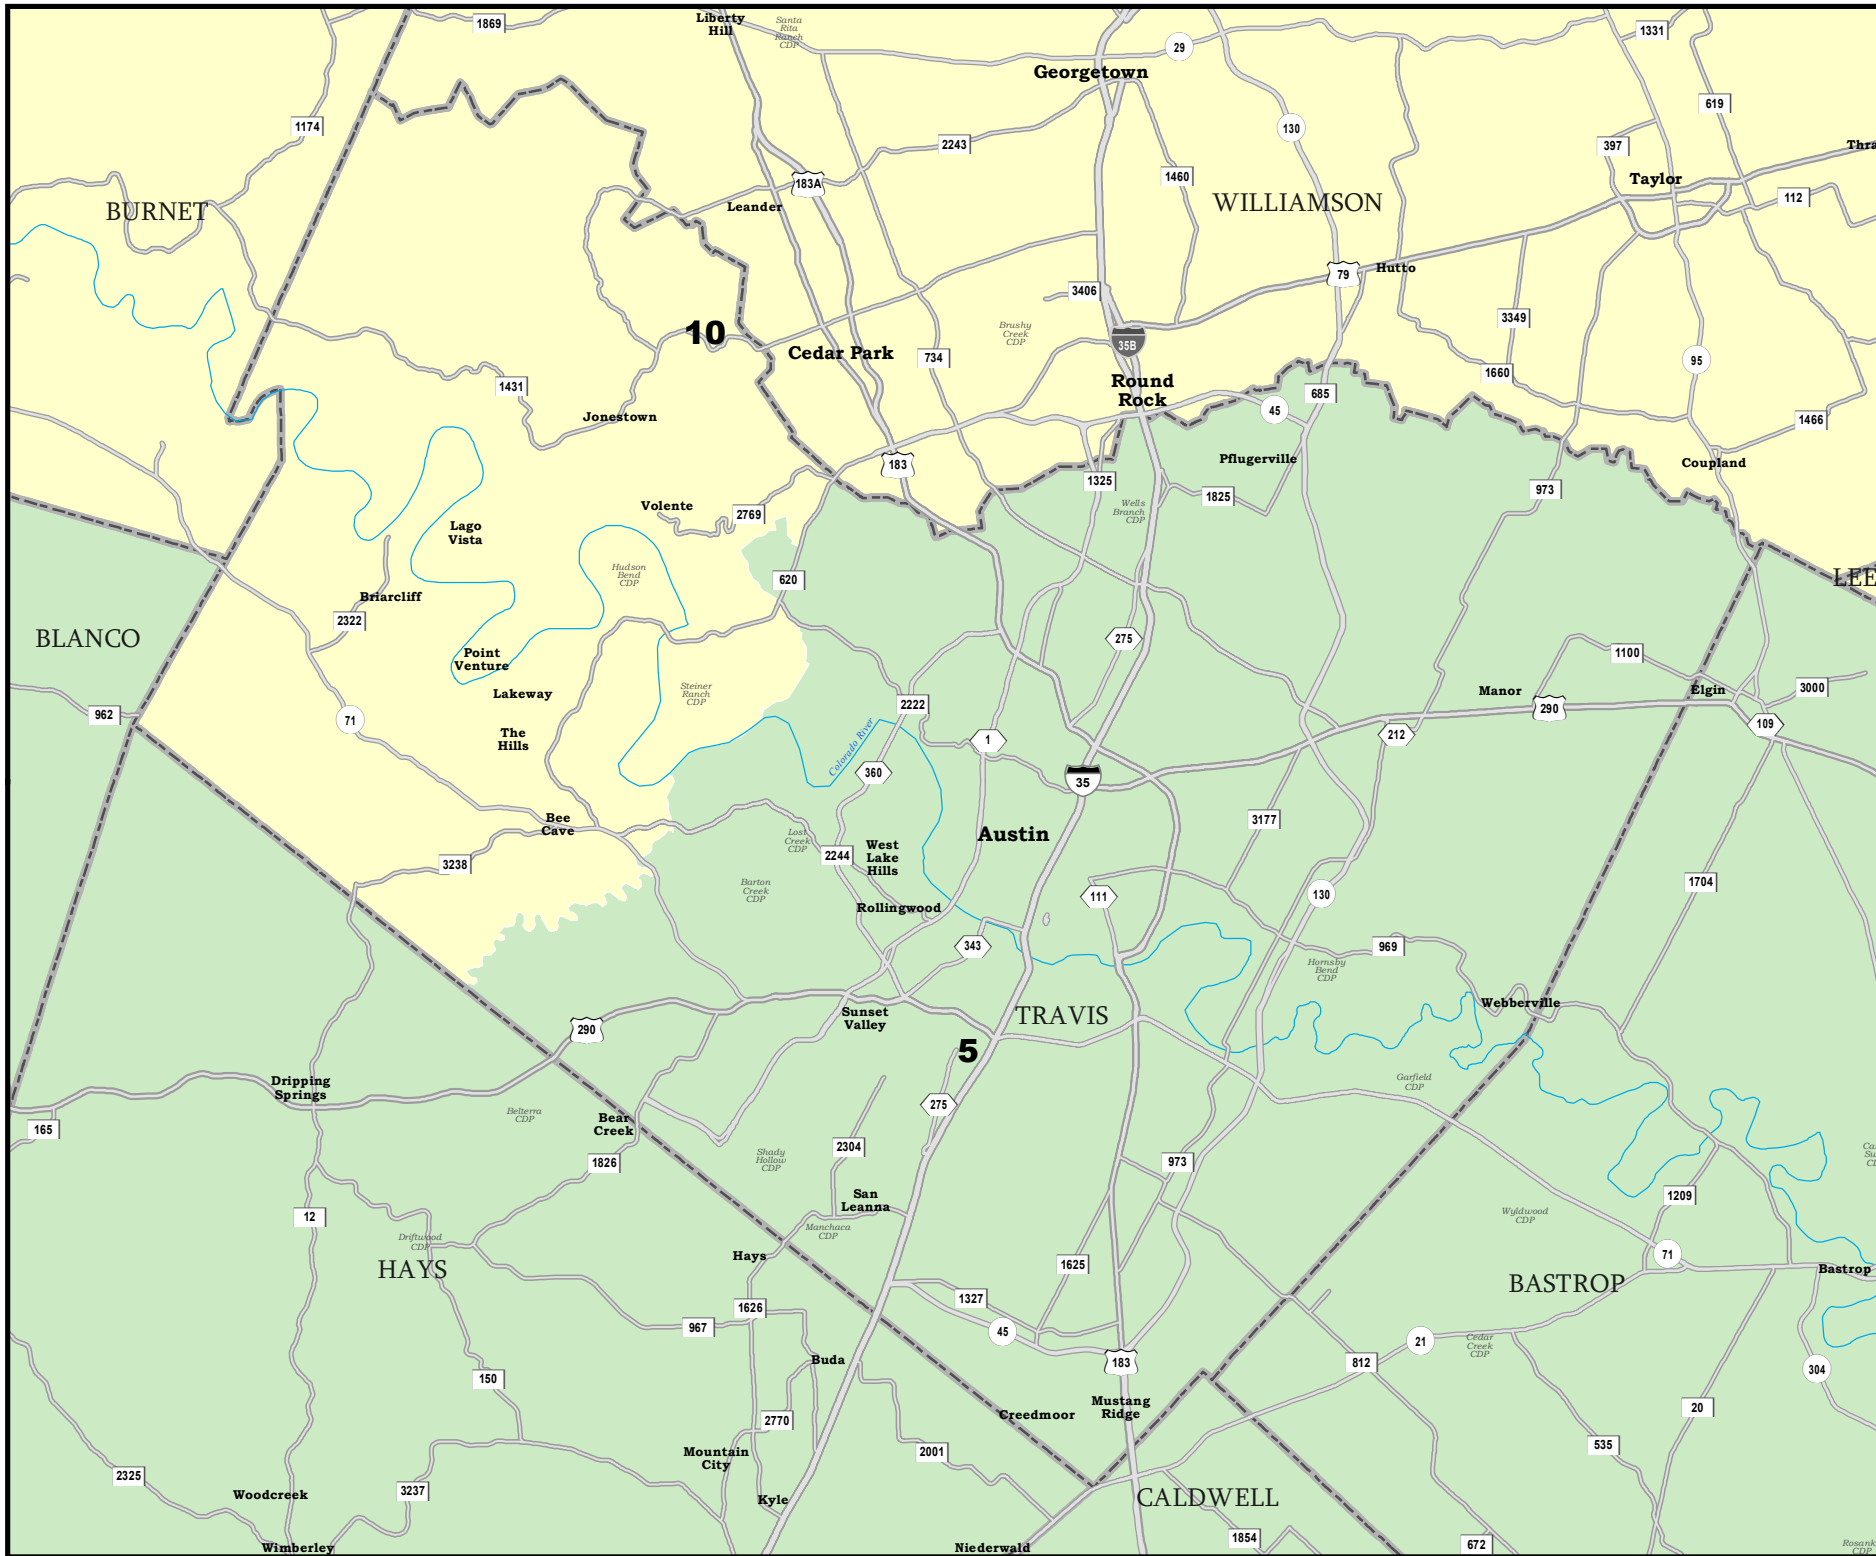 1869
Liberty
Hill
Santa
Rita
Ranch
CDP
29
1331
Georgetown
619
1174
130
2243
397
Thra
1460
Taylor
183A
112
BURNET
Leander
WILLIAMSON
79
Hutto
3406
3349
10
Brushy
Creek
CDP
35B
Cedar Park
734
95
1431
1660
Round
Rock
685
Jonestown
45
1466
183
Pflugerville
Coupland
1325
1825
973
Volente
2769
Wells
Branch
CDP
Lago
Vista
Hudson
Bend
CDP
620
LEE
Briarcliff
2322
BLANCO
275
1100
Point
Venture
Lakeway
Steiner
Ranch
CDP
Manor
Elgin
3000
962
71
2222
290
109
The
Hills
Colorado River
1
212
360
35
Bee
Cave
3177
Lost
Creek
CDP
Austin
3238
2244
West
Lake
Hills
Barton
Creek
CDP
111
130
1704
Rollingwood
343
969
Hornsby
Bend
CDP
Webberville
Sunset
Valley
TRAVIS
290
5
Dripping
Springs
Garfield
CDP
275
165
Belterra
CDP
Bear
Creek
2304
1826
Shady
Hollow
CDP
973
Ca
Su
CD
San
Leanna
1209
12
Manchaca
CDP
Wyldwood
CDP
Driftwood
CDP
Hays
1625
71
HAYS
BASTROP
Bastrop
1626
1327
967
45
21
Cedar
Creek
CDP
Buda
183
812
304
150
Mustang
Ridge
20
Creedmoor
2770
535
Mountain
City
2001
2325
Woodcreek
3237
Kyle
CALDWELL
1854
672
Wimberley
Niederwald
Rosank
CDP